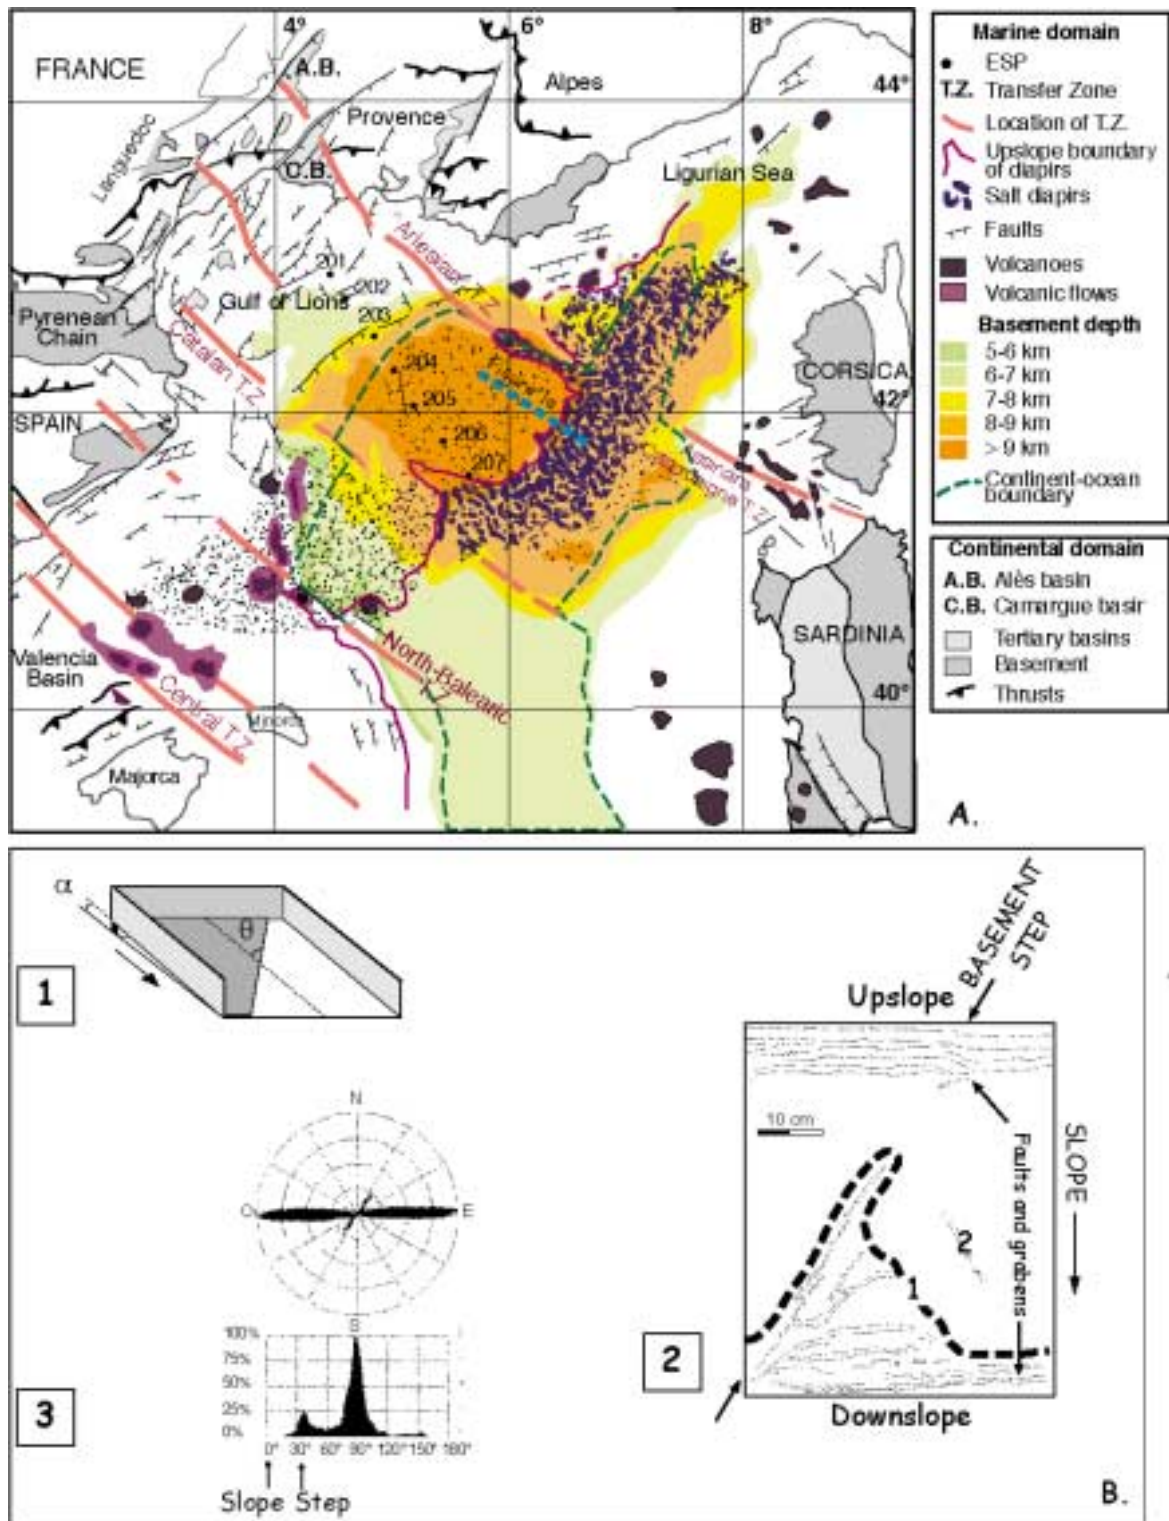 4°
6°
8°
FRANCE
A.B.
Alpes
44°
Provence
Languedoc
C.B.
Ligurian Sea
Arlesian T.Z.
201
202
Gulf of Lions
203
Pyrenean
Chain
Catalan T.Z.
204
205
206
207
CORSICA
42°
SPAIN
SARDINIA
Valencia
Basin
North-Balearic
T.Z.
40°
Central T.Z.
Majorca
A.
Marine domain
ESP
T.Z. Transfer Zone
Location of T.Z.
Upslope boundary
of diapirs
Salt diapirs
Faults
Volcanoes
Volcanic flows
Basement depth
5-6 km
6-7 km
7-8 km
8-9 km
> 9 km
Continent-ocean
boundary
Continental domain
A.B. Alès basin
C.B. Camargue basir
Tertiary basins
Basement
Thrusts
α
θ
1
BASEMENT
STEP
Upslope
10 cm
Faults and grabens
SLOPE
2
1
2
Downslope
N
O
E
S
100%
75%
50%
25%
0%
0° 30° 60° 90° 120° 150° 180°
Slope Step
3
B.